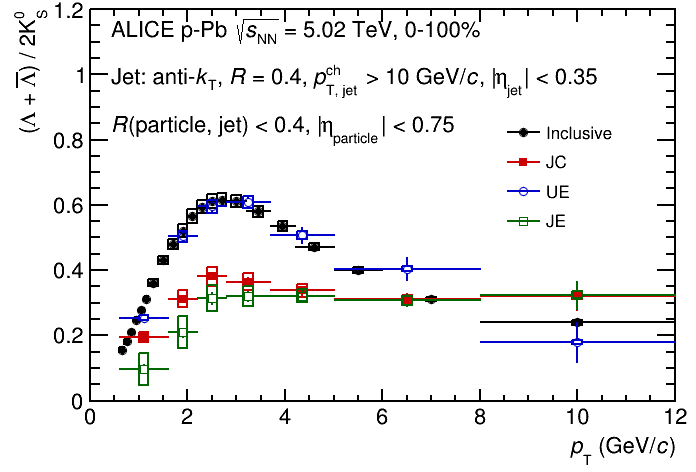 ALICE p-Pb √s_NN = 5.02 TeV, 0-100%
Jet: anti-k_T, R = 0.4, p^ch_T, jet > 10 GeV/c, |η_jet| < 0.35
R(particle, jet) < 0.4, |η_particle| < 0.75
Inclusive
JC
UE
JE
(Λ + Λ̅) / 2K^0_S
1.2
1
0.8
0.6
0.4
0.2
0
0 2 4 6 8 10 12
p_T (GeV/c)